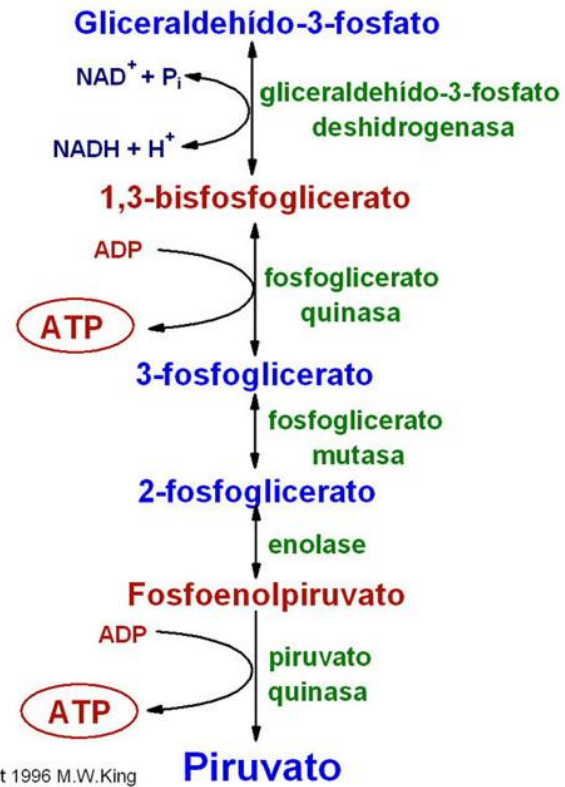 Gliceraldehído-3-fosfato
NAD+ + Pi
gliceraldehído-3-fosfato
deshidrogenasa
NADH + H+
1,3-bisfosfoglicerato
ADP
fosfoglicerato
quinasa
ATP
3-fosfoglicerato
fosfoglicerato
mutasa
2-fosfoglicerato
enolase
Fosfoenolpiruvato
ADP
piruvato
quinasa
ATP
Piruvato
t 1996 M.W.King